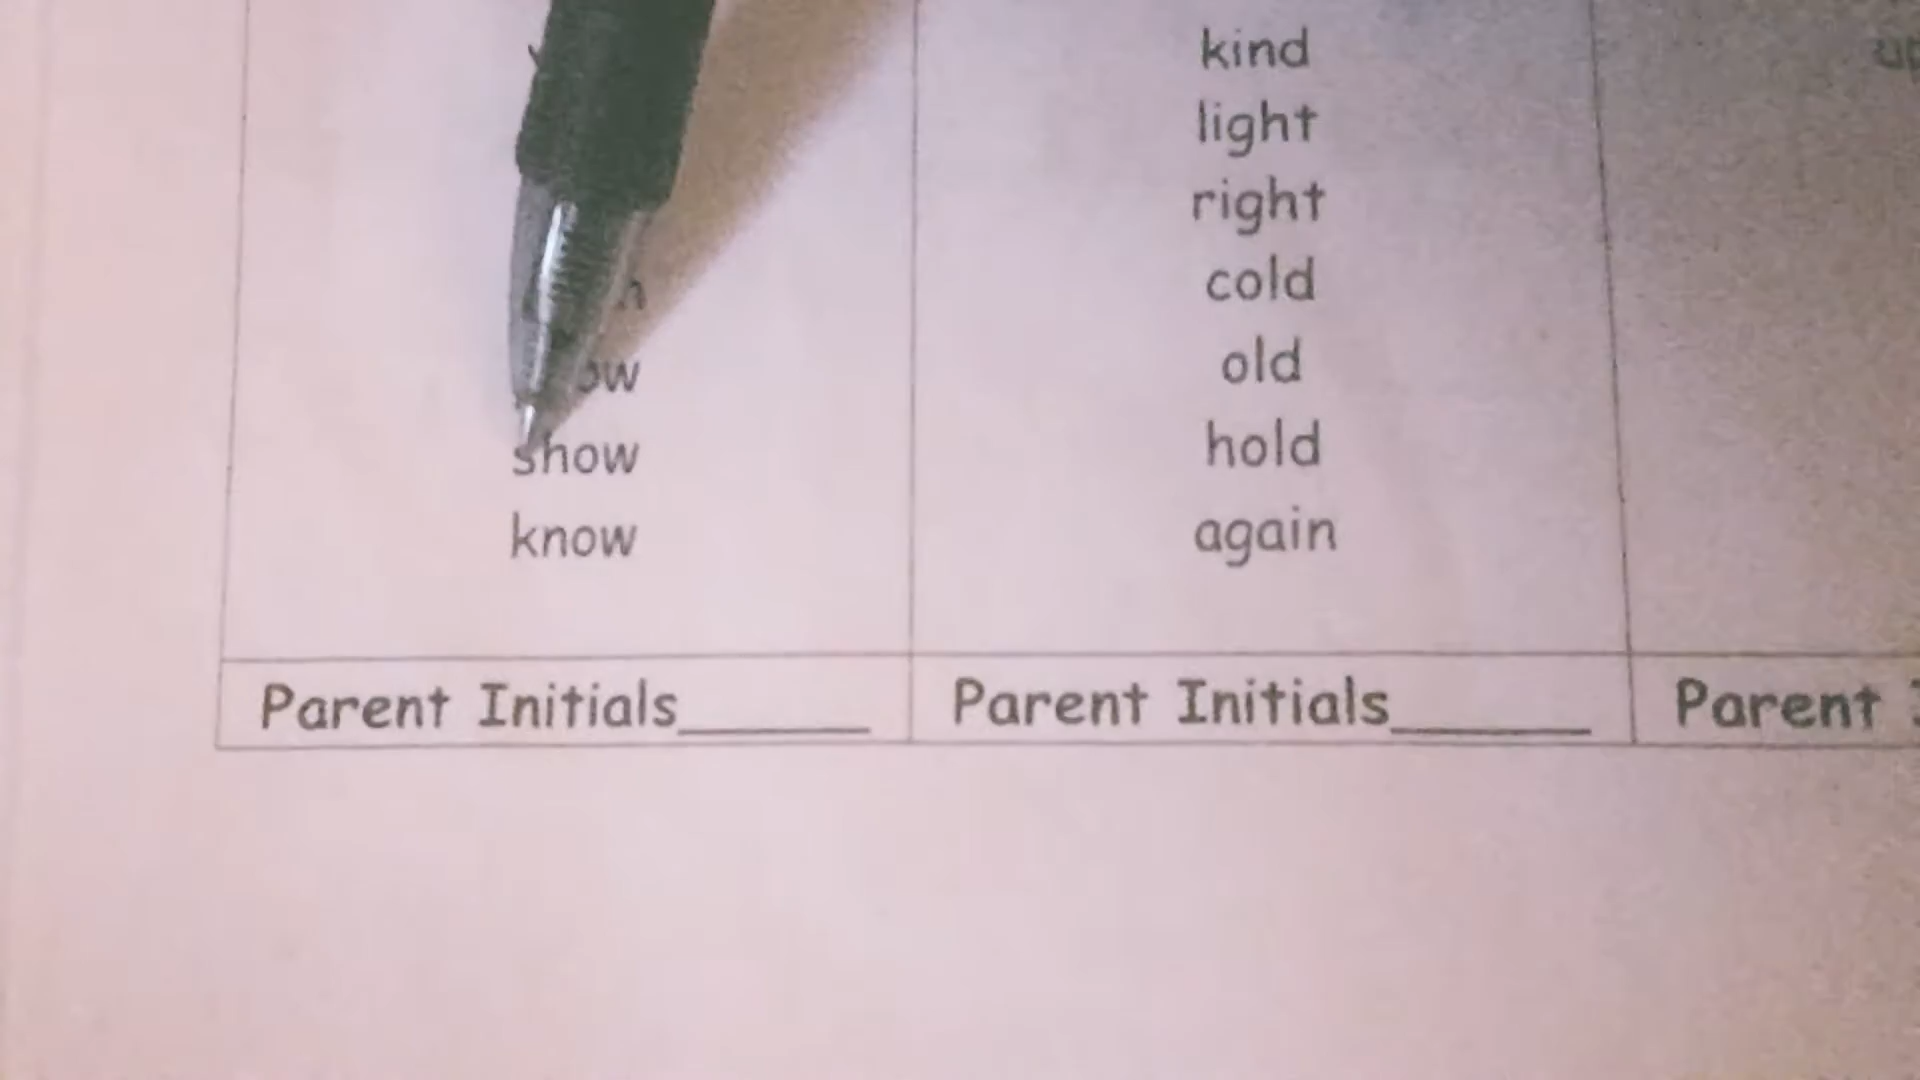 show
know
Parent Initials______
kind
light
right
cold
old
hold
again
Parent Initials______
Parent